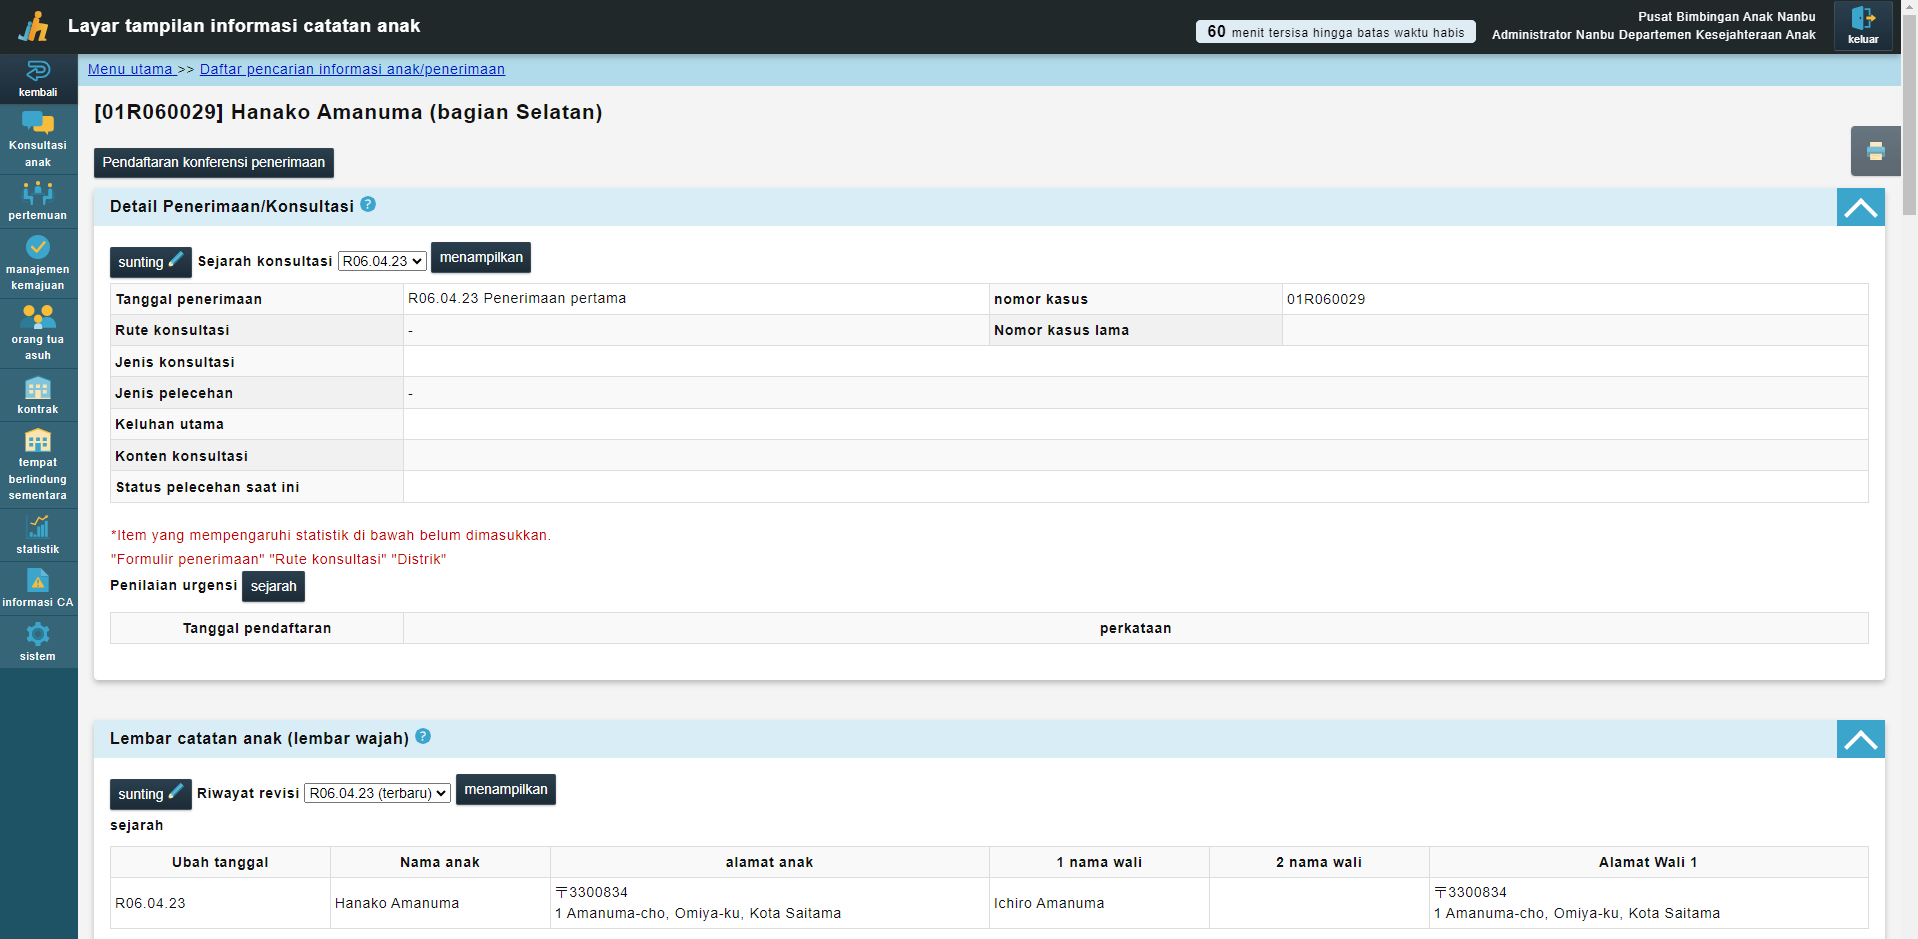 Layar tampilan informasi catatan anak
60 menit tersisa hingga batas waktu habis
Pusat Bimbingan Anak Nanbu
Administrator Nanbu Departemen Kesejahteraan Anak
keluar
kembali
Konsultasi
anak
pertemuan
manajemen
kemajuan
orang tua
asuh
kontrak
tempat
berlindung
sementara
statistik
informasi CA
sistem
Menu utama >> Daftar pencarian informasi anak/penerimaan
[01R060029] Hanako Amanuma (bagian Selatan)
Pendaftaran konferensi penerimaan
Detail Penerimaan/Konsultasi ?
sunting Sejarah konsultasi R06.04.23 menampilkan
Tanggal penerimaan R06.04.23 Penerimaan pertama nomor kasus 01R060029
Rute konsultasi - Nomor kasus lama
Jenis konsultasi
Jenis pelecehan -
Keluhan utama
Konten konsultasi
Status pelecehan saat ini
*Item yang mempengaruhi statistik di bawah belum dimasukkan.
"Formulir penerimaan" "Rute konsultasi" "Distrik"
Penilaian urgensi sejarah
Tanggal pendaftaran perkataan
Lembar catatan anak (lembar wajah) ?
sunting Riwayat revisi R06.04.23 (terbaru) menampilkan
sejarah
Ubah tanggal Nama anak alamat anak 1 nama wali 2 nama wali Alamat Wali 1
R06.04.23 Hanako Amanuma 〒3300834 Ichiro Amanuma 〒3300834
1 Amanuma-cho, Omiya-ku, Kota Saitama 1 Amanuma-cho, Omiya-ku, Kota Saitama